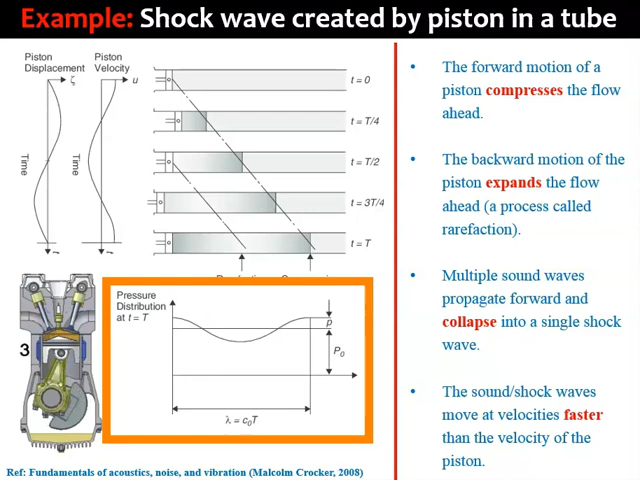 Example: Shock wave created by piston in a tube
Piston
Displacement
ζ
Time
Piston
Velocity
u
Time
t = 0
t = T/4
t = T/2
t = 3T/4
t = T
3
Pressure
Distribution
at t = T
p
P₀
λ = c₀T
• The forward motion of a
piston compresses the flow
ahead.
• The backward motion of the
piston expands the flow
ahead (a process called
rarefaction).
• Multiple sound waves
propagate forward and
collapse into a single shock
wave.
• The sound/shock waves
move at velocities faster
than the velocity of the
piston.
Ref: Fundamentals of acoustics, noise, and vibration (Malcolm Crocker, 2008)